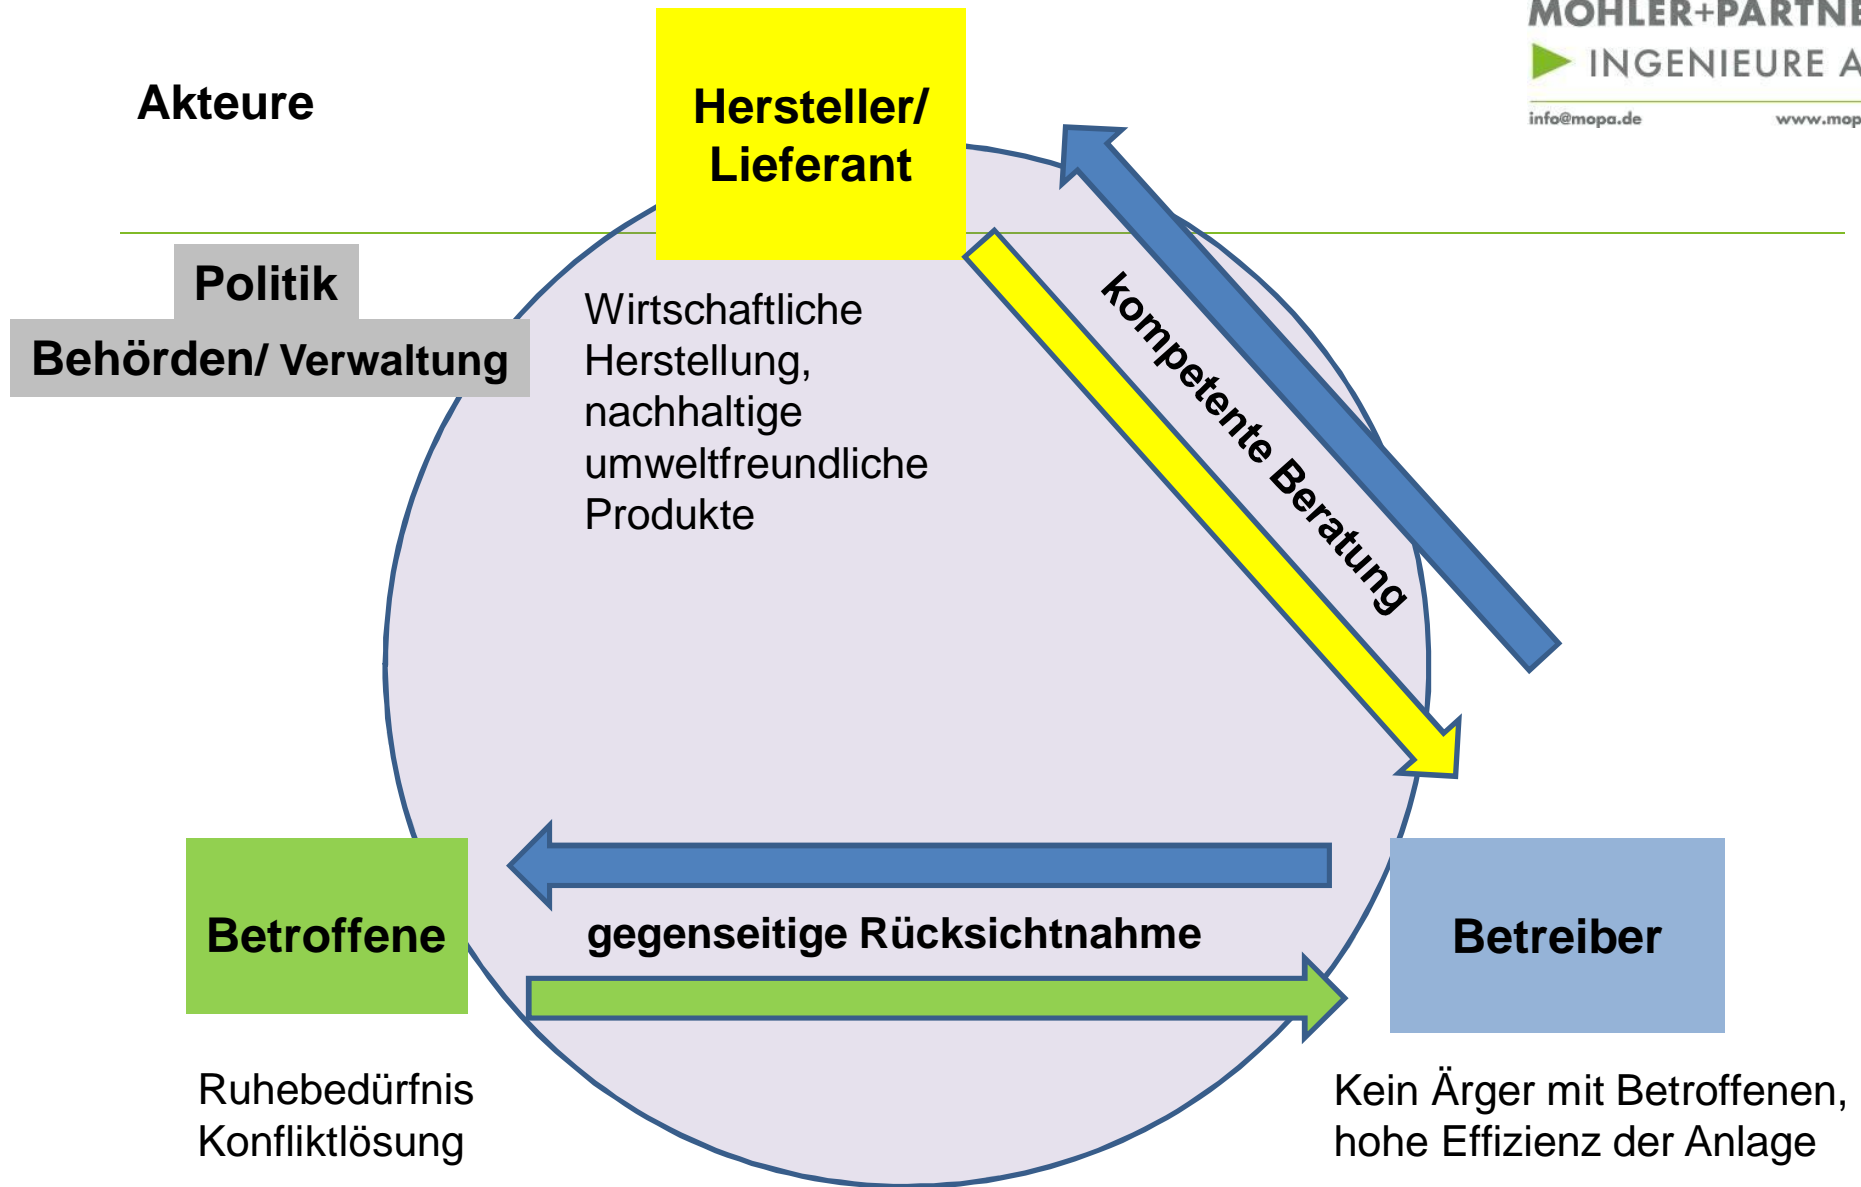 MÖHLER+PARTNE
INGENIEURE A
info@mopa.de www.mop
Akteure
Hersteller/
Lieferant
Politik
Behörden/ Verwaltung
Wirtschaftliche
Herstellung,
nachhaltige
umweltfreundliche
Produkte
kompetente Beratung
Betroffene
gegenseitige Rücksichtnahme
Betreiber
Ruhebedürfnis
Konfliktlösung
Kein Ärger mit Betroffenen,
hohe Effizienz der Anlage